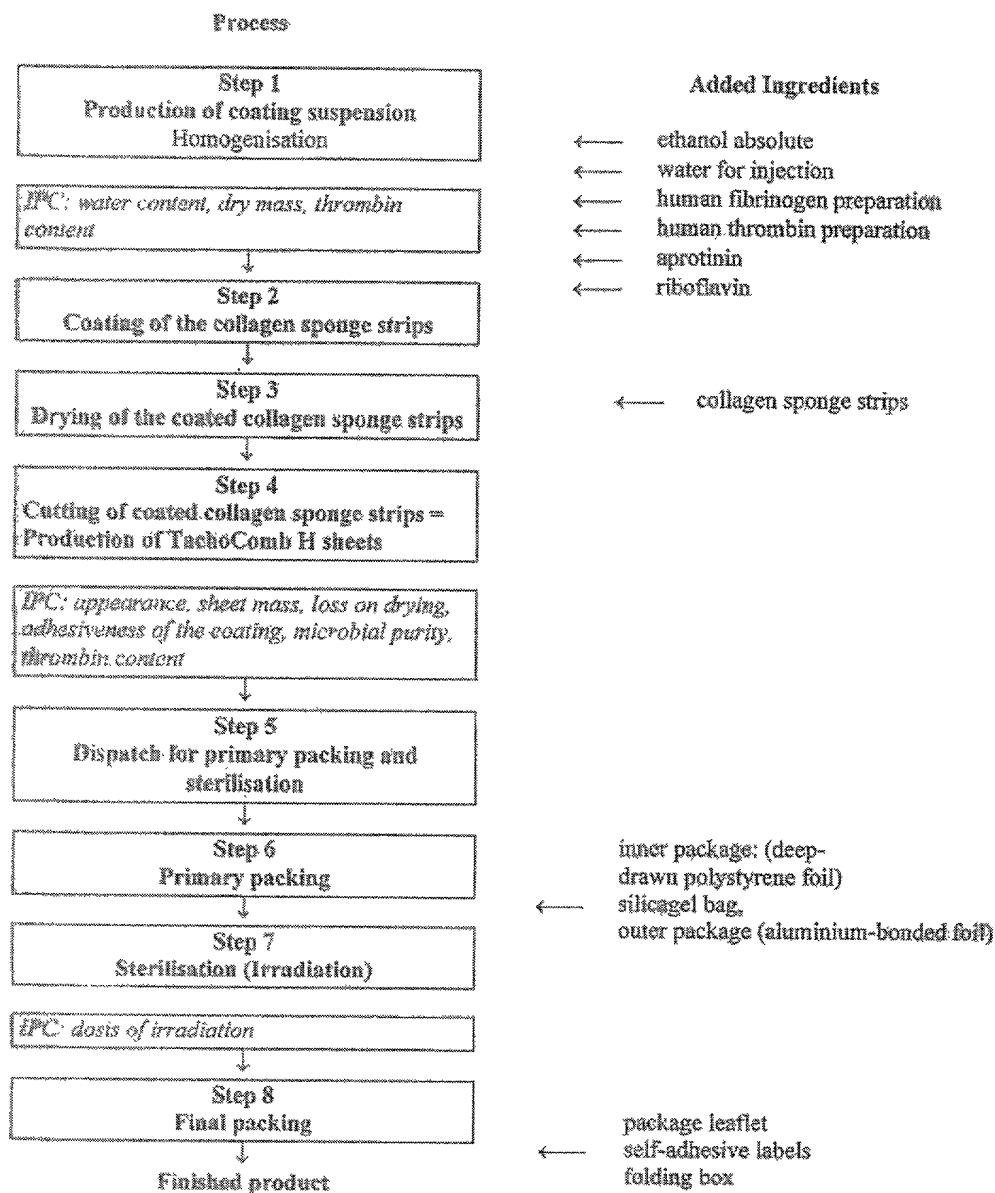 Process
Step 1
Production of coating suspension
Homogenisation
Added Ingredients
← ethanol absolute
← water for injection
← human fibrinogen preparation
← human thrombin preparation
← aprotinin
← riboflavin
IPC: water content, dry mass, thrombin
content
Step 2
Coating of the collagen sponge strips
Step 3
Drying of the coated collagen sponge strips
← collagen sponge strips
Step 4
Cutting of coated collagen sponge strips =
Production of TachoComb H sheets
IPC: appearance, sheet mass, loss on drying,
adhesiveness of the coating, microbial purity,
thrombin content
Step 5
Dispatch for primary packing and
sterilisation
Step 6
Primary packing
inner package: (deep-
drawn polystyrene foil)
← silicagel bag,
outer package (aluminium-bonded foil)
Step 7
Sterilisation (Irradiation)
IPC: dosis of irradiation
Step 8
Final packing
package leaflet
← self-adhesive labels
folding box
Finished product